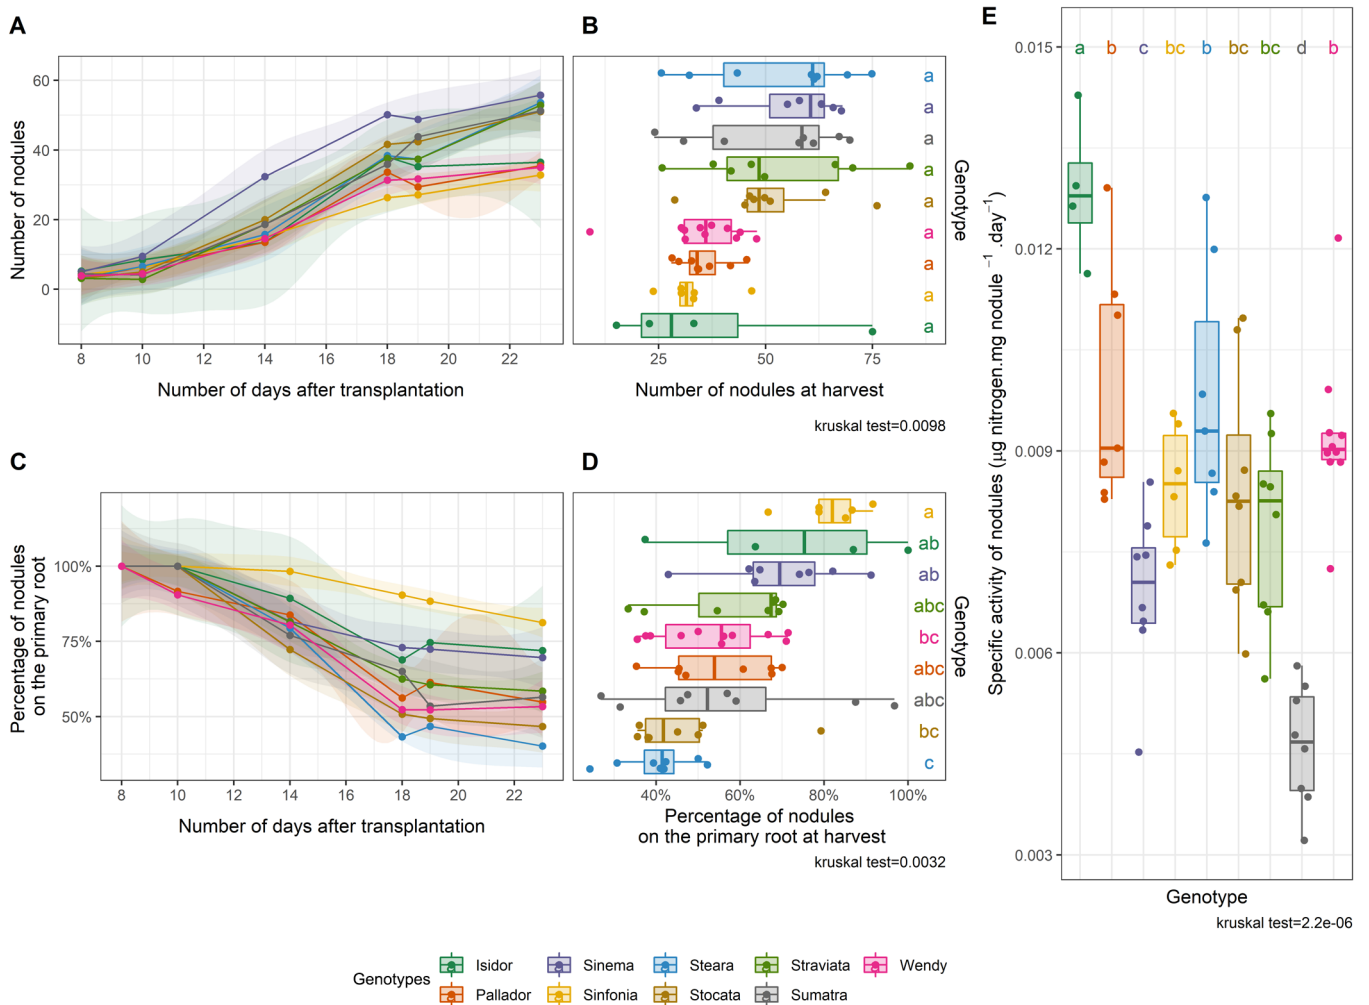 A
Number of nodules
60
40
20
0
8 10 12 14 16 18 20 22
Number of days after transplantation
B
a
a
a
a
a
a
a
a
a
Genotype
25 50 75
Number of nodules at harvest
kruskal test=0.0098
C
Percentage of nodules
on the primary root
100%
75%
50%
8 10 12 14 16 18 20 22
Number of days after transplantation
D
a
ab
ab
abc
bc
abc
abc
bc
c
Genotype
40% 60% 80% 100%
Percentage of nodules
on the primary root at harvest
kruskal test=0.0032
E
Specific activity of nodules (µg nitrogen.mg nodule⁻¹.day⁻¹)
0.015
0.012
0.009
0.006
0.003
a b c bc b bc bc d b
Genotype
kruskal test=2.2e-06
Genotypes
Isidor Sinema Steara Straviata Wendy
Pallador Sinfonia Stocata Sumatra